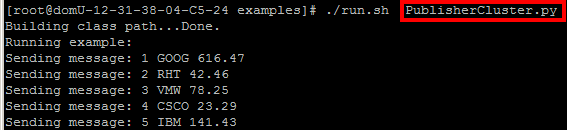 [root@domU-12-31-38-04-C5-24 examples]# ./run.sh PublisherCluster.py
Building class path...Done.
Running example:
Sending message: 1 GOOG 616.47
Sending message: 2 RHT 42.46
Sending message: 3 VMW 78.25
Sending message: 4 CSCO 23.29
Sending message: 5 IBM 141.43